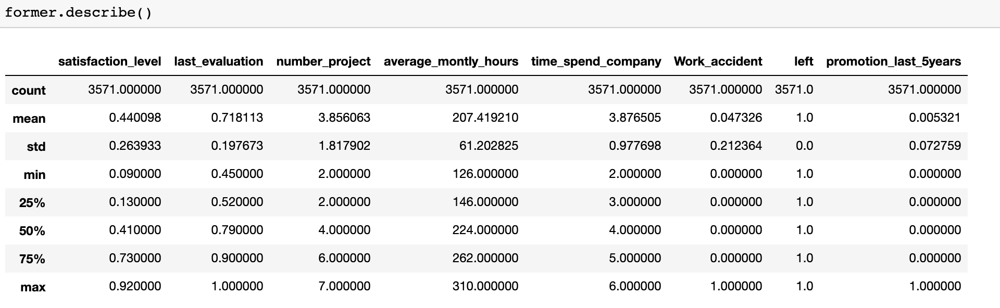 former.describe()
satisfaction_level last_evaluation number_project average_montly_hours time_spend_company Work_accident left promotion_last_5years
count 3571.000000 3571.000000 3571.000000 3571.000000 3571.000000 3571.000000 3571.0 3571.000000
mean 0.440098 0.718113 3.856063 207.419210 3.876505 0.047326 1.0 0.005321
std 0.263933 0.197673 1.817902 61.202825 0.977698 0.212364 0.0 0.072759
min 0.090000 0.450000 2.000000 126.000000 2.000000 0.000000 1.0 0.000000
25% 0.130000 0.520000 2.000000 146.000000 3.000000 0.000000 1.0 0.000000
50% 0.410000 0.790000 4.000000 224.000000 4.000000 0.000000 1.0 0.000000
75% 0.730000 0.900000 6.000000 262.000000 5.000000 0.000000 1.0 0.000000
max 0.920000 1.000000 7.000000 310.000000 6.000000 1.000000 1.0 1.000000